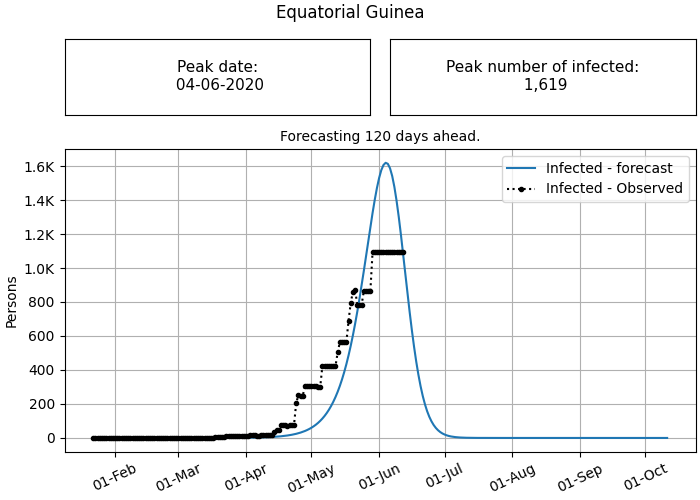 Equatorial Guinea
Peak date:
04-06-2020
Peak number of infected:
1,619
Forecasting 120 days ahead.
Infected - forecast
Infected - Observed
Persons
1.6K
1.4K
1.2K
1.0K
800
600
400
200
0
01-Feb
01-Mar
01-Apr
01-May
01-Jun
01-Jul
01-Aug
01-Sep
01-Oct